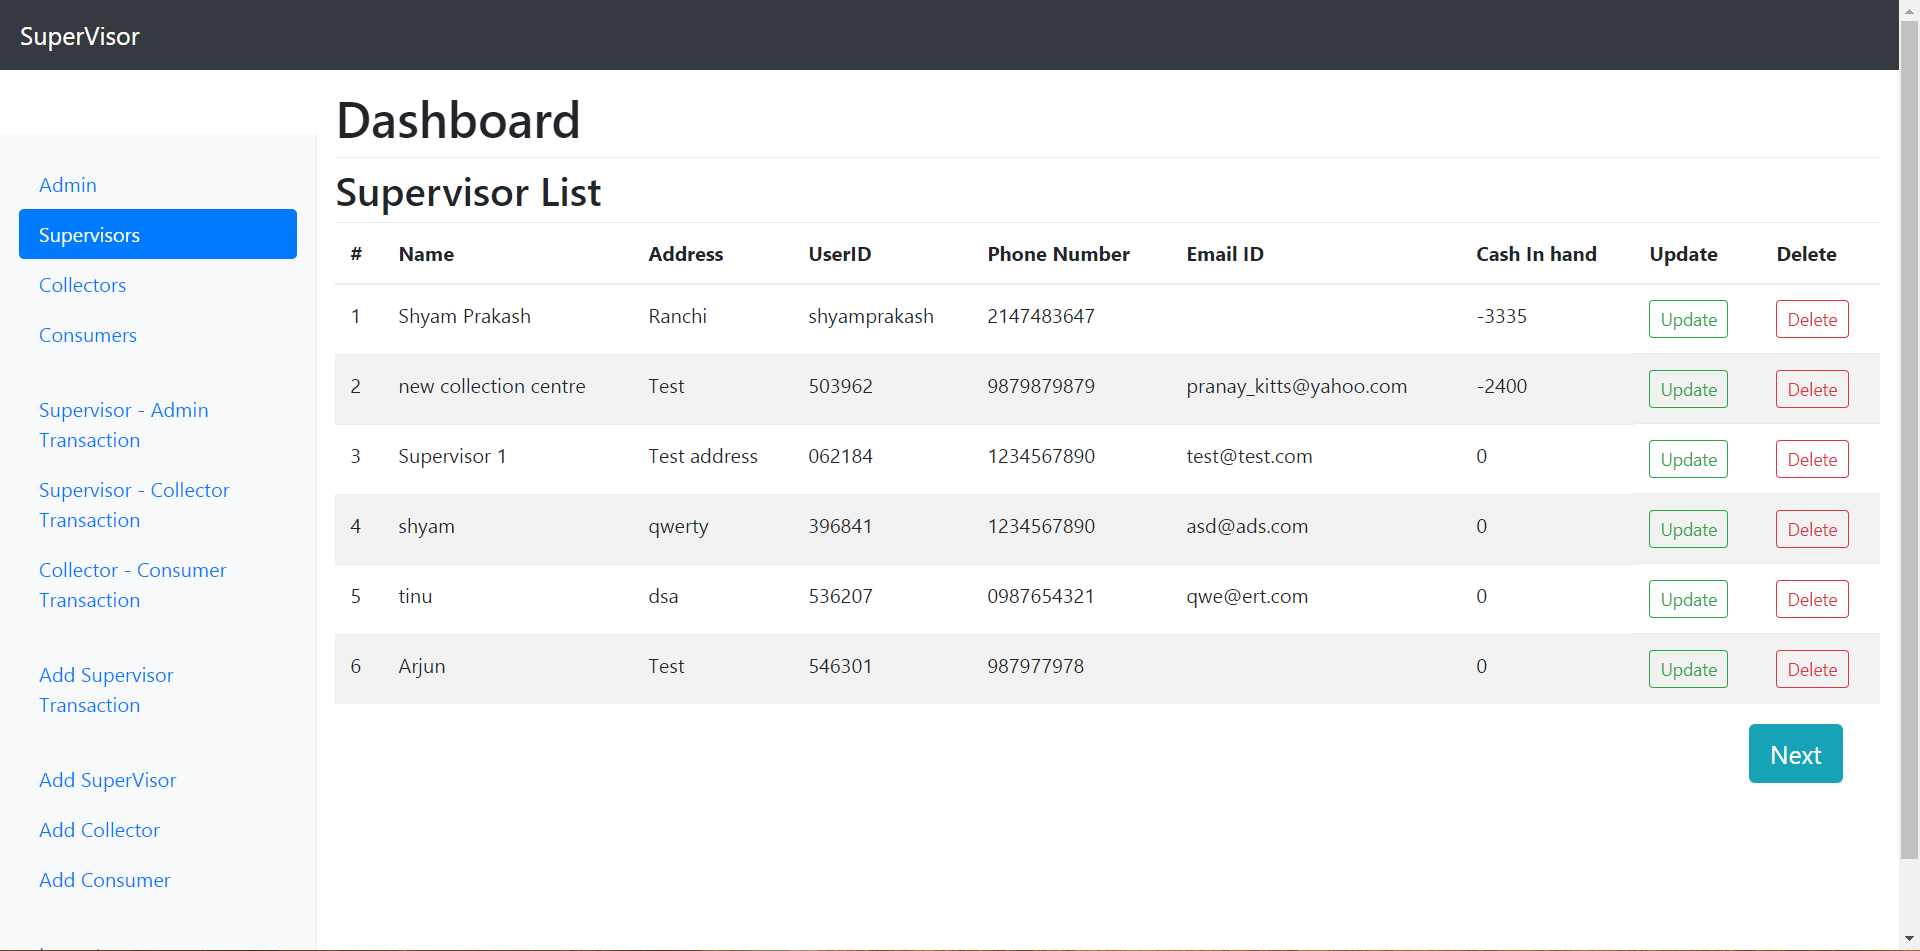 SuperVisor
Dashboard
Admin
Supervisors
Collectors
Consumers
Supervisor - Admin
Transaction
Supervisor - Collector
Transaction
Collector - Consumer
Transaction
Add Supervisor
Transaction
Add SuperVisor
Add Collector
Add Consumer
Supervisor List
# Name Address UserID Phone Number Email ID Cash In hand Update Delete
1 Shyam Prakash Ranchi shyamprakash 2147483647 -3335 Update Delete
2 new collection centre Test 503962 9879879879 pranay_kitts@yahoo.com -2400 Update Delete
3 Supervisor 1 Test address 062184 1234567890 test@test.com 0 Update Delete
4 shyam qwerty 396841 1234567890 asd@ads.com 0 Update Delete
5 tinu dsa 536207 0987654321 qwe@ert.com 0 Update Delete
6 Arjun Test 546301 987977978 0 Update Delete
Next